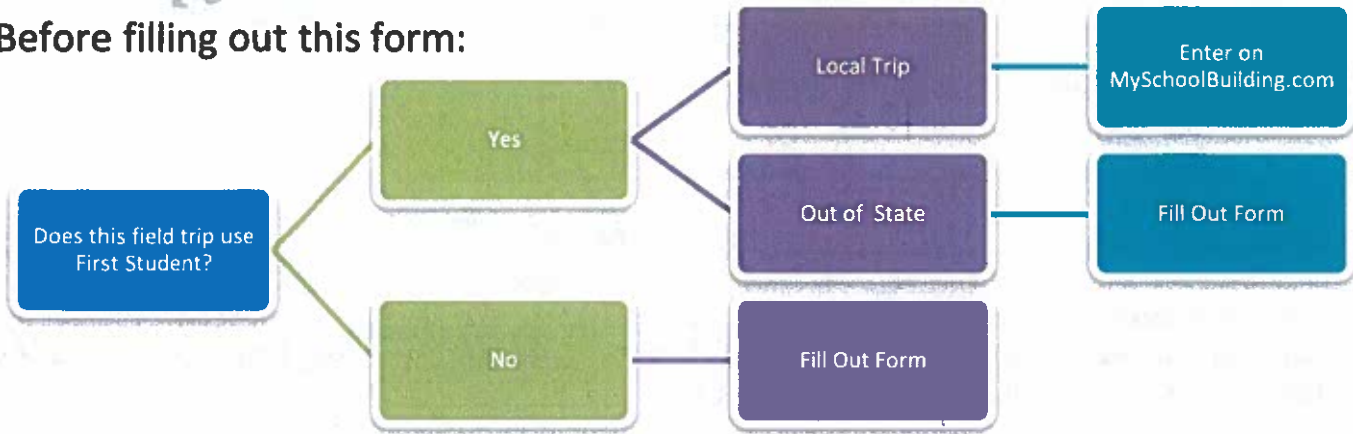 Before filling out this form:
Does this field trip use
First Student?
Yes
Local Trip
Enter on
MySchoolBuilding.com
Out of State
Fill Out Form
No
Fill Out Form